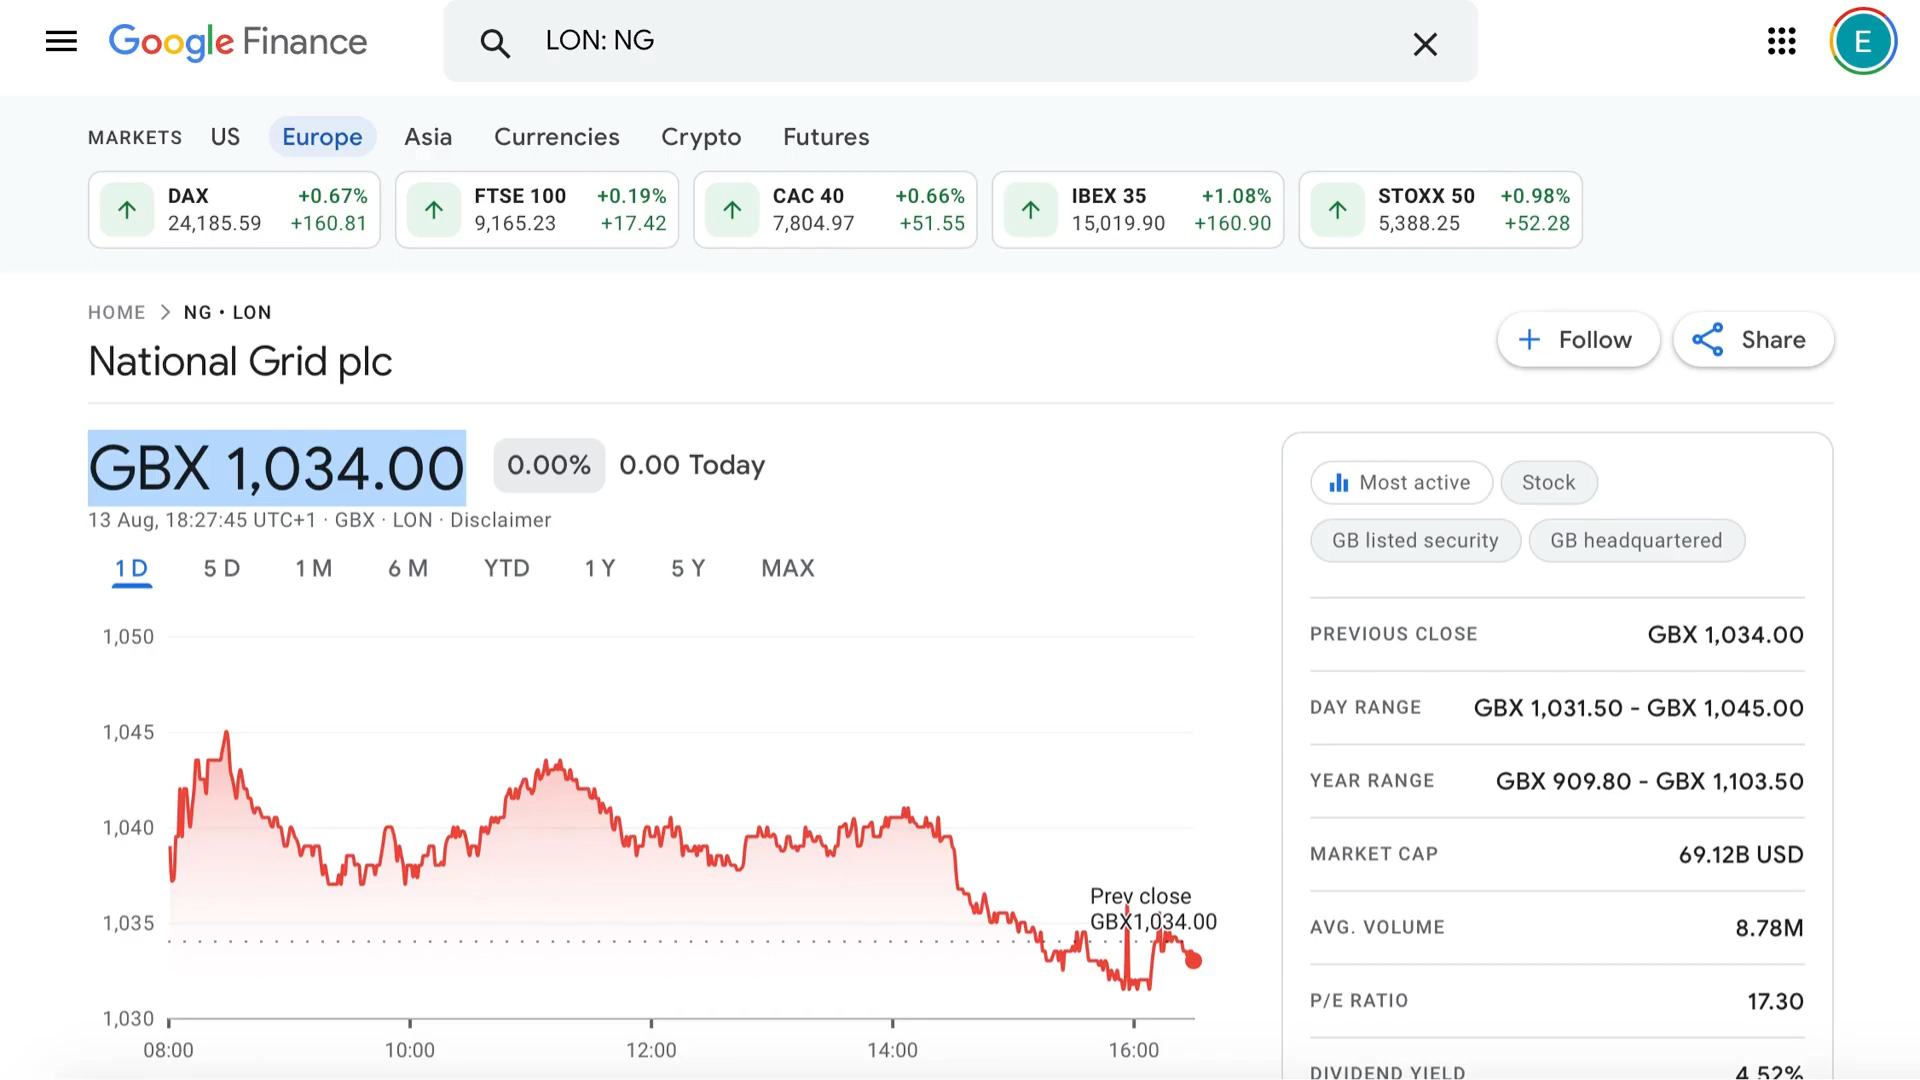 Google Finance
LON: NG
E
MARKETS US Europe Asia Currencies Crypto Futures
DAX +0.67%
24,185.59 +160.81
FTSE 100 +0.19%
9,165.23 +17.42
CAC 40 +0.66%
7,804.97 +51.55
IBEX 35 +1.08%
15,019.90 +160.90
STOXX 50 +0.98%
5,388.25 +52.28
HOME > NG • LON
National Grid plc
+ Follow
Share
GBX 1,034.00 0.00% 0.00 Today
13 Aug, 18:27:45 UTC+1 · GBX · LON · Disclaimer
1 D 5 D 1 M 6 M YTD 1 Y 5 Y MAX
1,050
1,045
1,040
1,035
1,030
Prev close
GBX1,034.00
08:00 10:00 12:00 14:00 16:00
Most active Stock
GB listed security GB headquartered
PREVIOUS CLOSE GBX 1,034.00
DAY RANGE GBX 1,031.50 - GBX 1,045.00
YEAR RANGE GBX 909.80 - GBX 1,103.50
MARKET CAP 69.12B USD
AVG. VOLUME 8.78M
P/E RATIO 17.30
DIVIDEND YIELD 4.52%